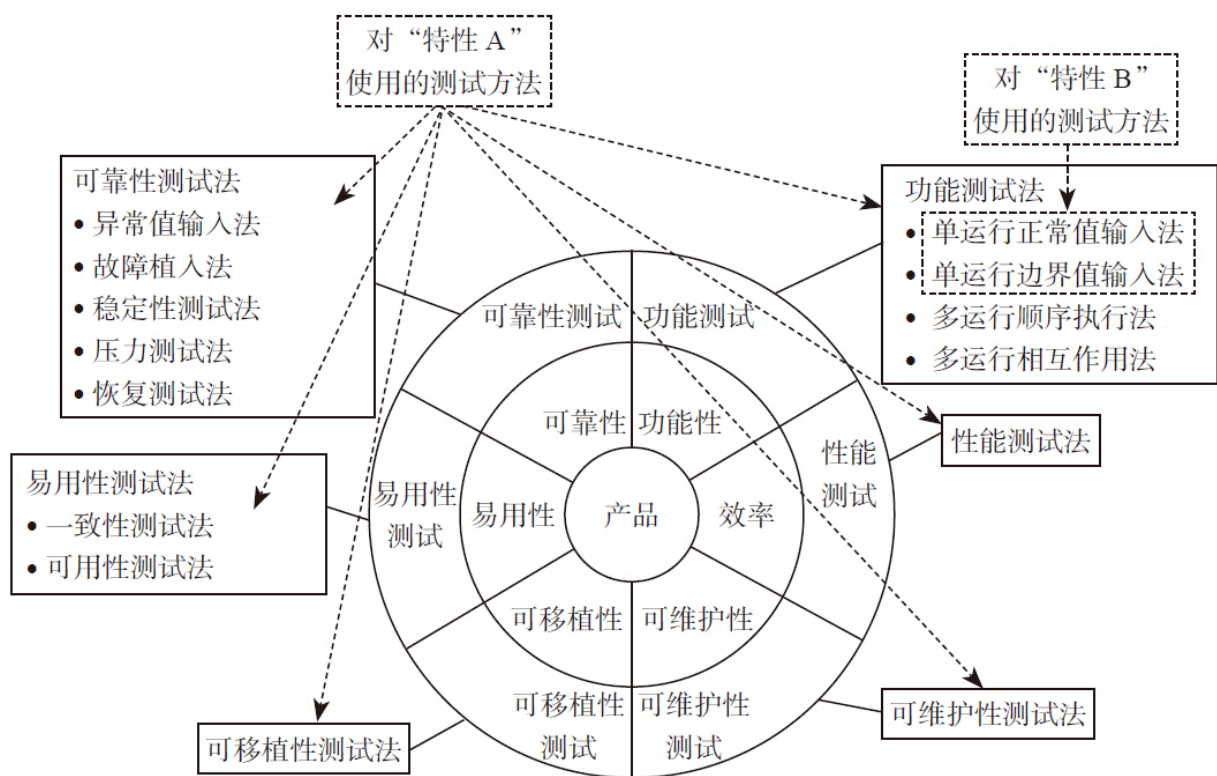 对“特性 A”
使用的测试方法
对“特性 B”
使用的测试方法
可靠性测试法
• 异常值输入法
• 故障植入法
• 稳定性测试法
• 压力测试法
• 恢复测试法
功能测试法
• 单运行正常值输入法
• 单运行边界值输入法
• 多运行顺序执行法
• 多运行相互作用法
可靠性测试
功能测试
可靠性
功能性
性能
测试
性能测试法
易用性测试法
• 一致性测试法
• 可用性测试法
易用性
测试
易用性
产品
效率
可移植性
可维护性
可移植性
测试
可维护性
测试
可移植性测试法
可维护性测试法